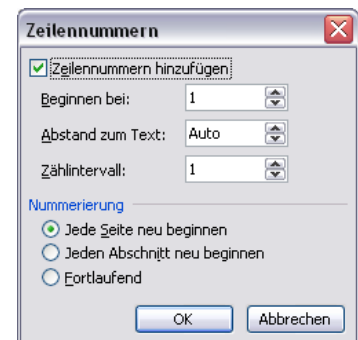 Zeilennummern
Zeilennummern hinzufügen
Beginnen bei: 1
Abstand zum Text: Auto
Zählintervall: 1
Nummerierung
Jede Seite neu beginnen
Jeden Abschnitt neu beginnen
Fortlaufend
OK Abbrechen